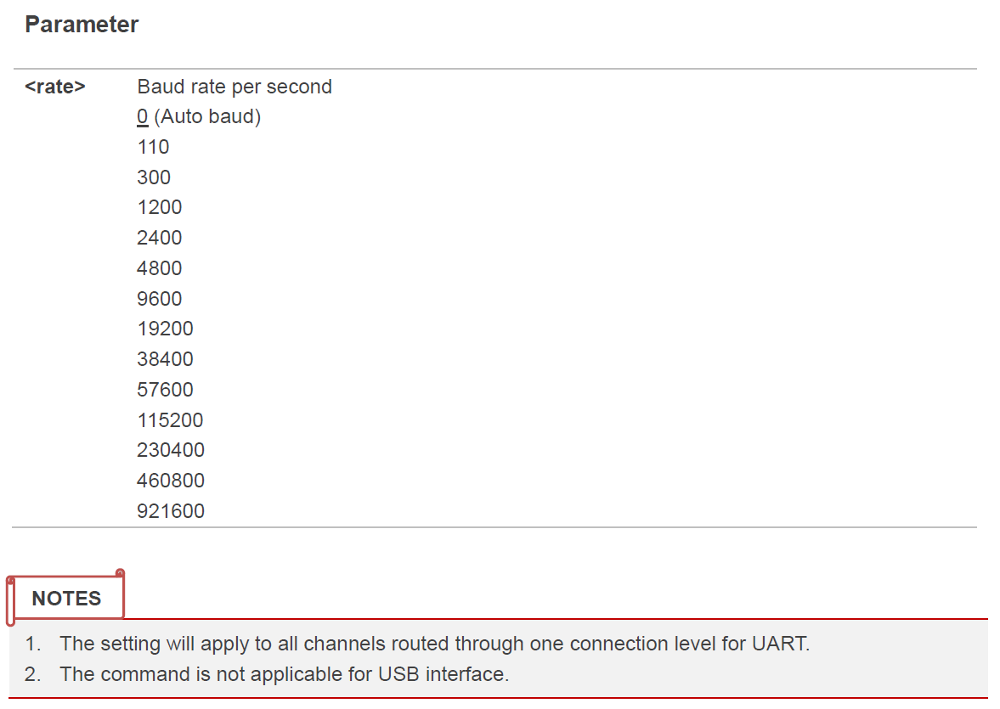 Parameter
<rate> Baud rate per second
0 (Auto baud)
110
300
1200
2400
4800
9600
19200
38400
57600
115200
230400
460800
921600
NOTES
1. The setting will apply to all channels routed through one connection level for UART.
2. The command is not applicable for USB interface.